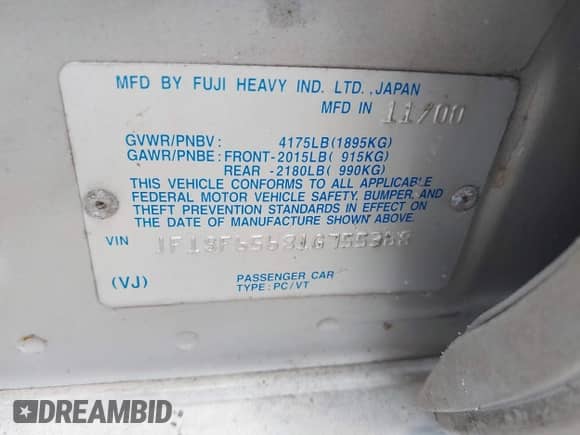 MFD BY FUJI HEAVY IND. LTD.,JAPAN
MFD IN 11/00
GVWR/PNBV: 4175LB(1895KG)
GAWR/PNBE: FRONT-2015LB( 915KG)
REAR -2180LB( 990KG)
THIS VEHICLE CONFORMS TO ALL APPLICABLE
FEDERAL MOTOR VEHICLE SAFETY, BUMPER, AND
THEFT PREVENTION STANDARDS IN EFFECT ON
THE DATE OF MANUFACTURE SHOWN ABOVE.
VIN
(VJ)
PASSENGER CAR
TYPE: PC/VT
DREAMBID